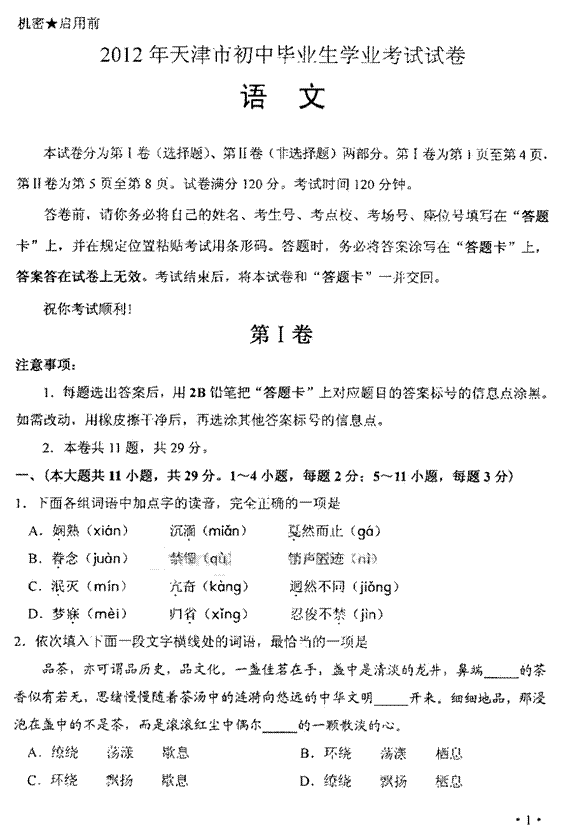 机密★启用前
2012 年天津市初中毕业生学业考试试卷
语 文
本试卷分为第Ⅰ卷（选择题）、第Ⅱ卷（非选择题）两部分。第Ⅰ卷为第 1 页至第 4 页，
第Ⅱ卷为第 5 页至第 8 页。试卷满分 120 分。考试时间 120 分钟。
答卷前，请你务必将自己的姓名、考生号、考点校、考场号、座位号填写在“答题
卡”上，并在规定位置粘贴考试用条形码。答题时，务必将答案涂写在“答题卡”上，
答案答在试卷上无效。考试结束后，将本试卷和“答题卡”一并交回。
祝你考试顺利!
第Ⅰ卷
注意事项：
1．每题选出答案后，用 2B 铅笔把“答题卡”上对应题目的答案标号的信息点涂黑。
如需改动，用橡皮擦干净后，再选涂其他答案标号的信息点。
2．本卷共 11 题，共 29 分。
一、（本大题共 11 小题，共 29 分。1～4 小题，每题 2 分；5～11 小题，每题 3 分）
1．下面各组词语中加点字的读音，完全正确的一项是
A．娴熟（xián） 沉湎（miǎn） 戛然而止（gá）
B．眷念（juàn） 禁锢（gù） 销声匿迹（nì）
C．泯灭（mín） 亢奋（kàng） 迥然不同（jiǒng）
D．梦寐（mèi） 归省（xǐng） 忍俊不禁（jìn）
2．依次填入下面一段文字横线处的词语，最恰当的一项是
品茶，亦可谓品历史，品文化。一盏佳茗在手，盏中是清淡的龙井，鼻端_____的茶
香似有若无，思绪慢慢随着茶汤中的涟漪向悠远的中华文明_____开来。细细地品，那浸
泡在盏中的不是茶，而是滚滚红尘中偶尔_____的一颗散淡的心。
A．缭绕 荡漾 歇息 B．环绕 荡漾 栖息
C．环绕 飘扬 歇息 D．缭绕 飘扬 栖息
·1·